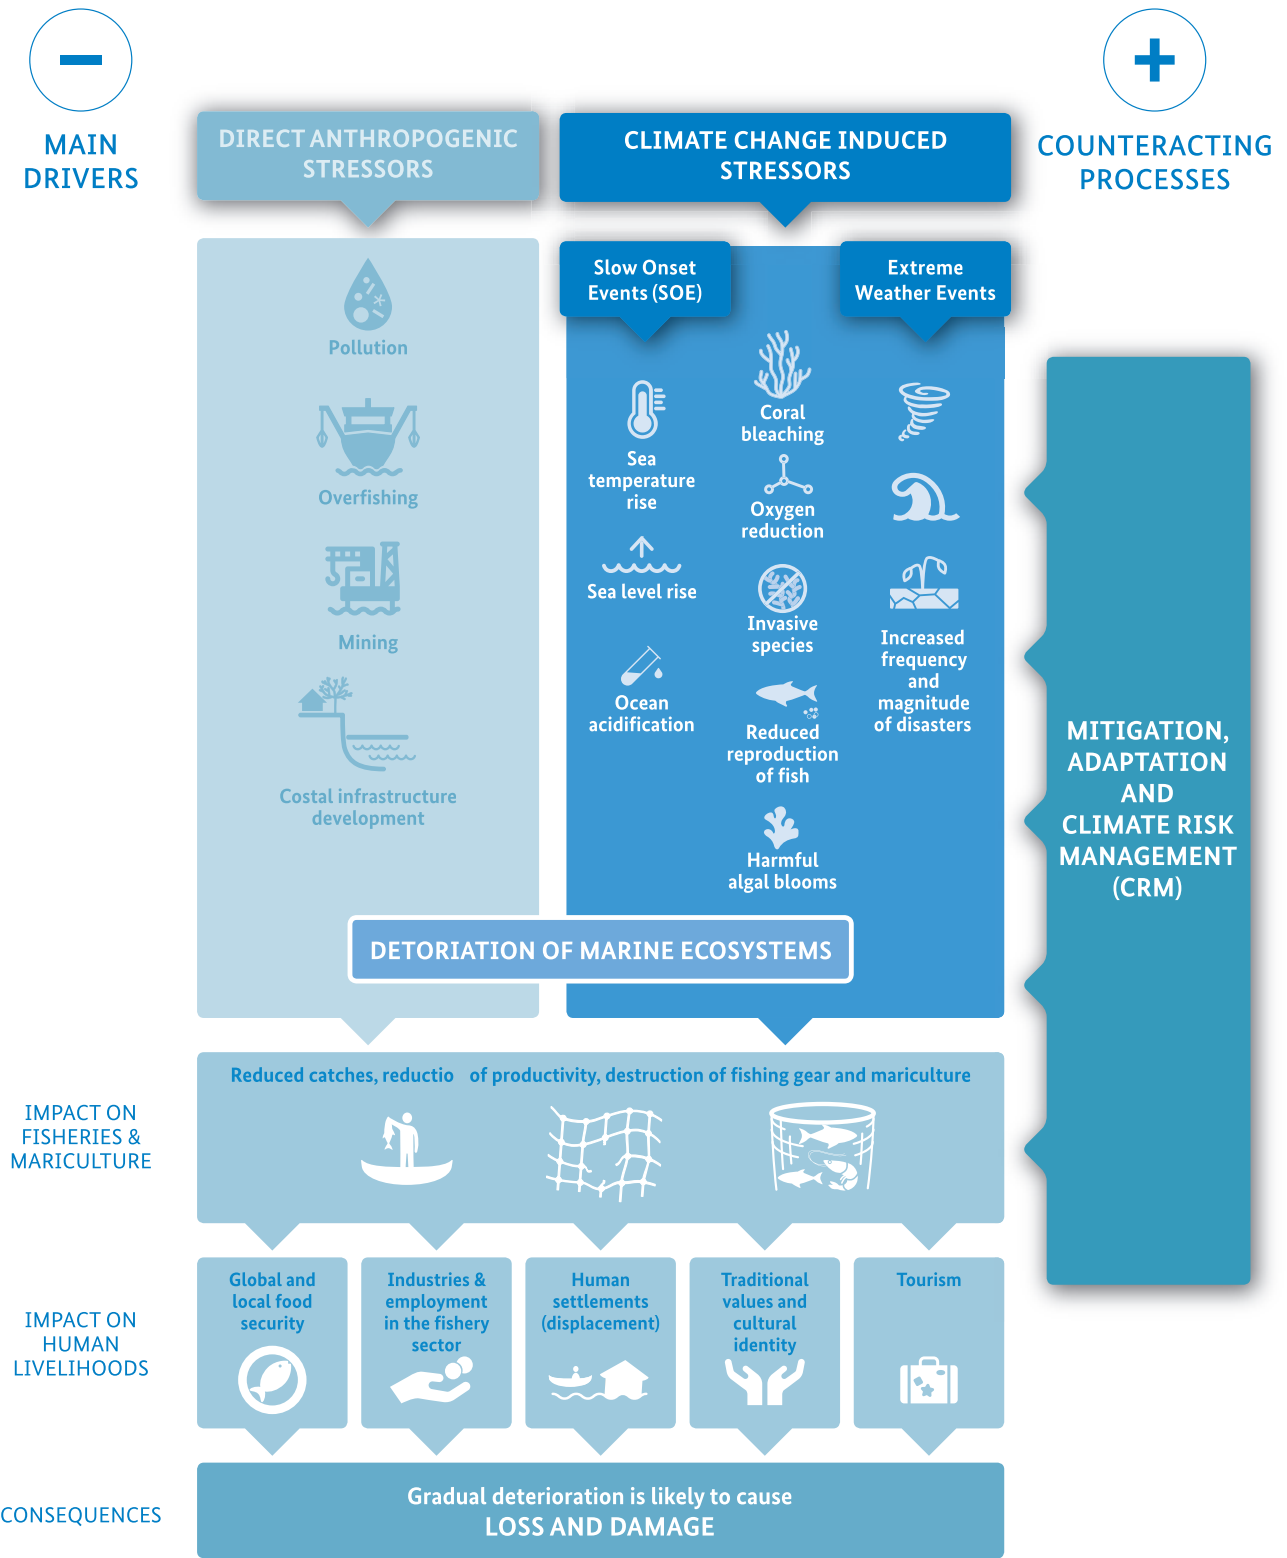 MAIN
DRIVERS
DIRECT ANTHROPOGENIC
STRESSORS
CLIMATE CHANGE INDUCED
STRESSORS
COUNTERACTING
PROCESSES
Pollution
Overfishing
Mining
Costal infrastructure
development
Slow Onset
Events (SOE)
Extreme
Weather Events
Sea
temperature
rise
Sea level rise
Ocean
acidification
Coral
bleaching
Oxygen
reduction
Invasive
species
Reduced
reproduction
of fish
Harmful
algal blooms
Increased
frequency
and
magnitude
of disasters
MITIGATION,
ADAPTATION
AND
CLIMATE RISK
MANAGEMENT
(CRM)
DETORIATION OF MARINE ECOSYSTEMS
IMPACT ON
FISHERIES &
MARICULTURE
Reduced catches, reductio of productivity, destruction of fishing gear and mariculture
IMPACT ON
HUMAN
LIVELIHOODS
Global and
local food
security
Industries &
employment
in the fishery
sector
Human
settlements
(displacement)
Traditional
values and
cultural
identity
Tourism
CONSEQUENCES
Gradual deterioration is likely to cause
LOSS AND DAMAGE